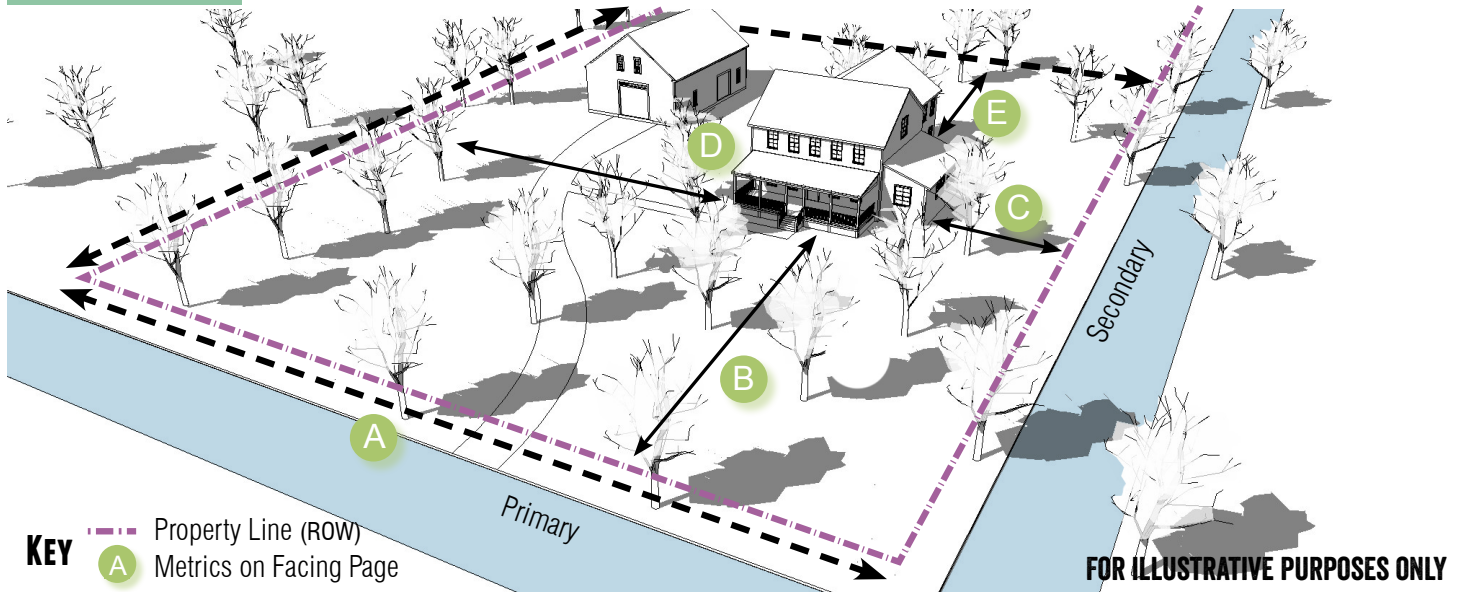 E
D
C
B
A
Secondary
Primary
KEY
Property Line (ROW)
A
Metrics on Facing Page
FOR ILLUSTRATIVE PURPOSES ONLY